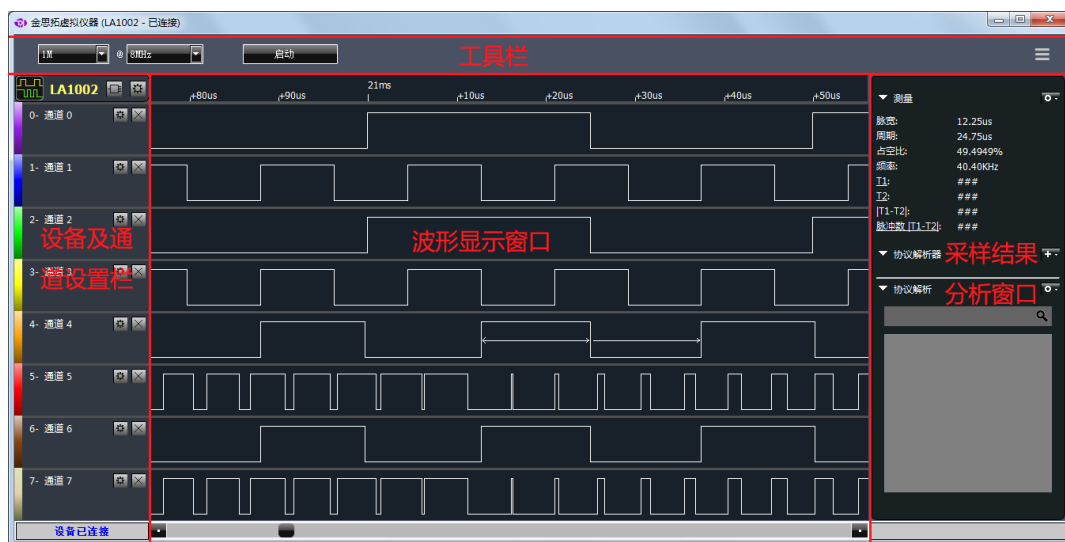 金思拓虚拟仪器 (LA1002 - 已连接)
1M @ 8MHz 启动 工具栏
LA1002
+80us +90us 21ms +10us +20us +30us +40us +50us
0- 通道 0
1- 通道 1
2- 通道 2
3- 通道 3
4- 通道 4
5- 通道 5
6- 通道 6
7- 通道 7
设备及通
道设置栏
设备已连接
波形显示窗口
测量
脉宽: 12.25us
周期: 24.75us
占空比: 49.4949%
频率: 40.40KHz
T1: ###
T2: ###
|T1-T2|: ###
脉冲数 |T1-T2|: ###
协议解析器
采样结果
协议解析
分析窗口